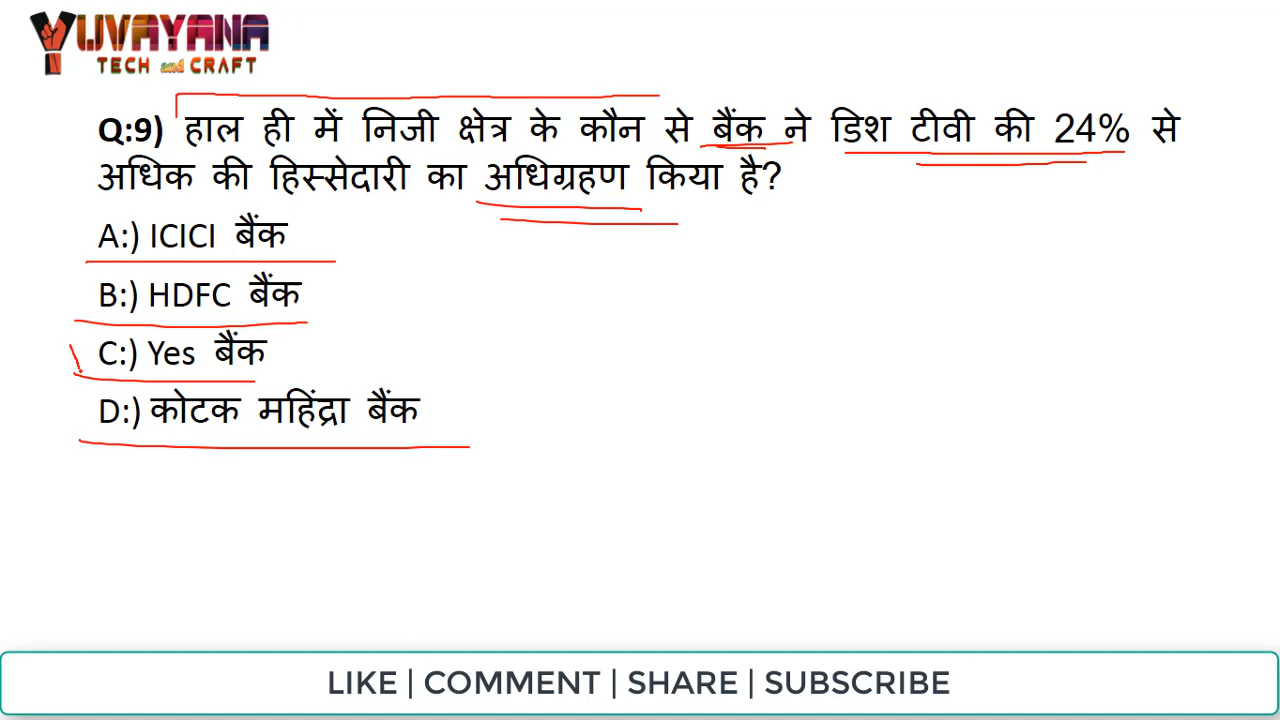 YUVAYANA
TECH and CRAFT
Q:9) हाल ही में निजी क्षेत्र के कौन से बैंक ने डिश टीवी की 24% से
अधिक की हिस्सेदारी का अधिग्रहण किया है?
A:) ICICI बैंक
B:) HDFC बैंक
C:) Yes बैंक
D:) कोटक महिंद्रा बैंक
LIKE | COMMENT | SHARE | SUBSCRIBE